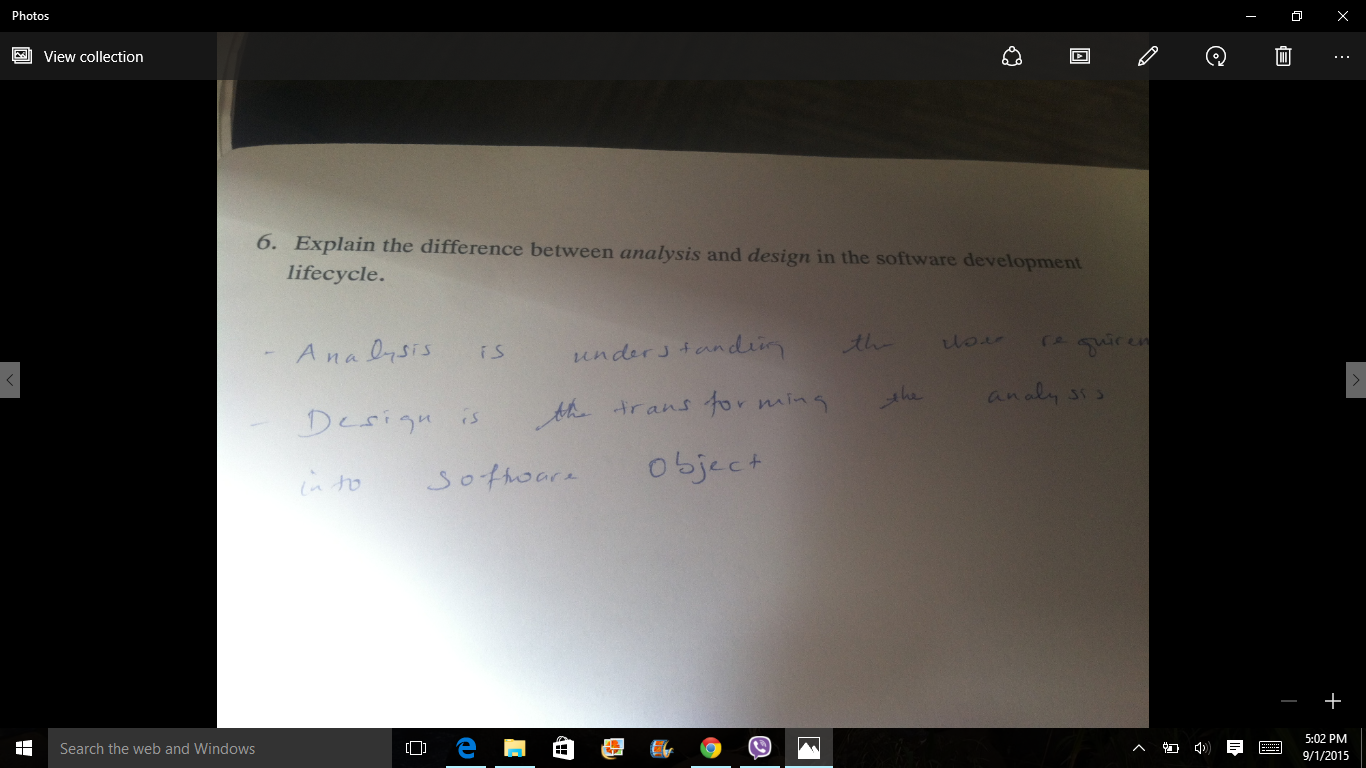 Photos
View collection
6. Explain the difference between analysis and design in the software development
lifecycle.
- Analysis is understanding the user requirem
- Design is the transforming the analysis
into software object
Search the web and Windows
5:02 PM
9/1/2015